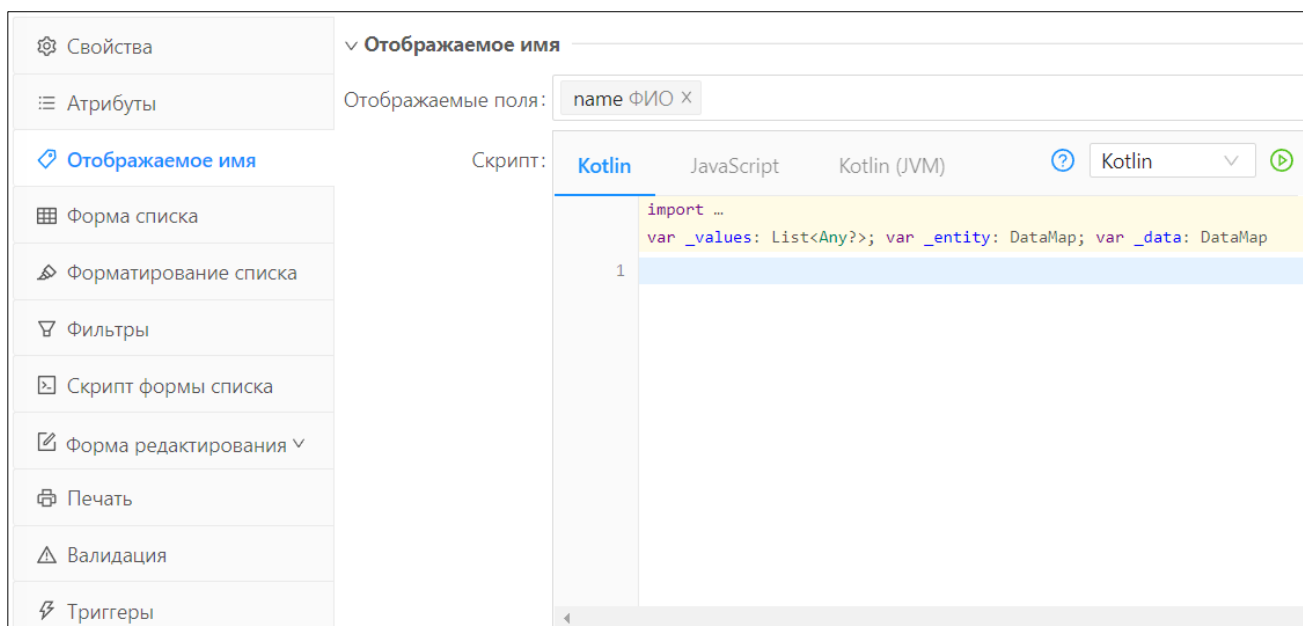 Свойства
Атрибуты
Отображаемое имя
Форма списка
Форматирование списка
Фильтры
Скрипт формы списка
Форма редактирования
Печать
Валидация
Триггеры
Отображаемое имя
Отображаемые поля: name ФИО X
Скрипт: Kotlin JavaScript Kotlin (JVM) ? Kotlin
import …
var _values: List<Any?>; var _entity: DataMap; var _data: DataMap
1